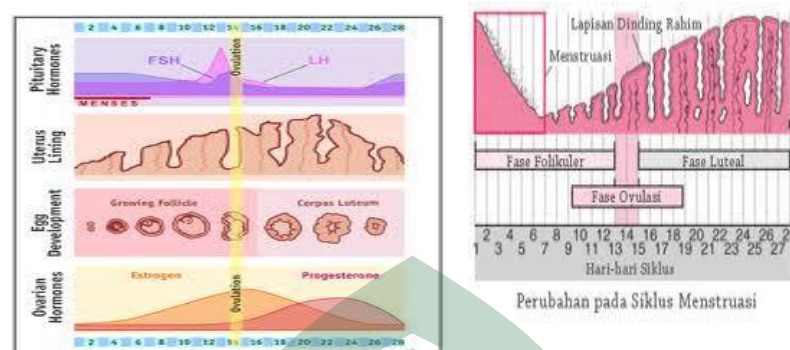 2 4 6 8 10 12 14 16 18 20 22 24 26 28
Pituitary
Hormones
FSH
LH
Ovulation
MENSES
Uterus
Lining
Egg
Development
Growing Follicle
Corpus Luteum
Ovarian
Hormones
Estrogen
Progesterone
Ovulation
2 4 6 8 10 12 14 16 18 20 22 24 26 28
Lapisan Dinding Rahim
Menstruasi
Fase Folikuler
Fase Luteal
Fase Ovulasi
2 4 6 8 10 12 14 16 18 20 22 24 26
1 3 5 7 9 11 13 15 17 19 21 23 25 27
Hari-hari Siklus
Perubahan pada Siklus Menstruasi